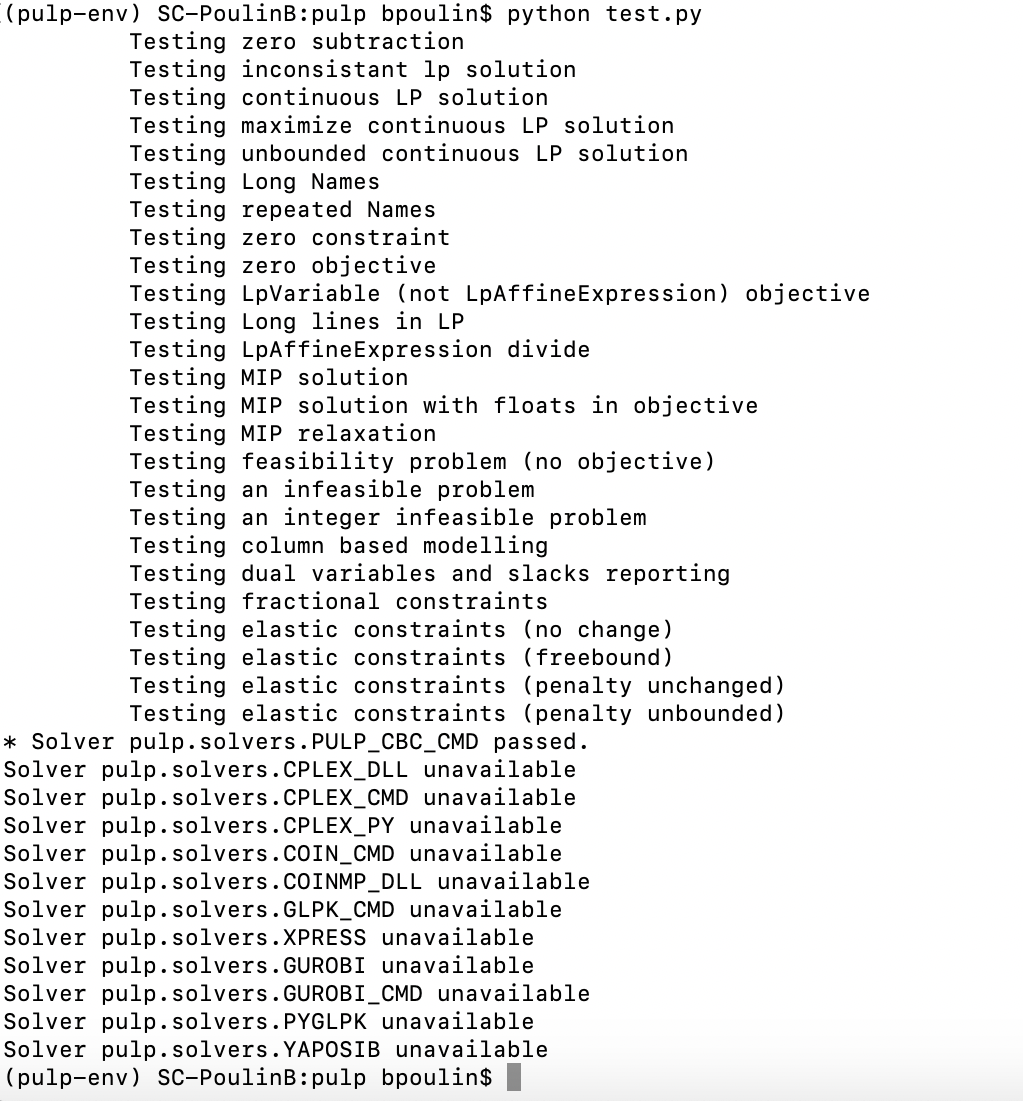 (pulp-env) SC-PoulinB:pulp bpoulin$ python test.py
Testing zero subtraction
Testing inconsistant lp solution
Testing continuous LP solution
Testing maximize continuous LP solution
Testing unbounded continuous LP solution
Testing Long Names
Testing repeated Names
Testing zero constraint
Testing zero objective
Testing LpVariable (not LpAffineExpression) objective
Testing Long lines in LP
Testing LpAffineExpression divide
Testing MIP solution
Testing MIP solution with floats in objective
Testing MIP relaxation
Testing feasibility problem (no objective)
Testing an infeasible problem
Testing an integer infeasible problem
Testing column based modelling
Testing dual variables and slacks reporting
Testing fractional constraints
Testing elastic constraints (no change)
Testing elastic constraints (freebound)
Testing elastic constraints (penalty unchanged)
Testing elastic constraints (penalty unbounded)
* Solver pulp.solvers.PULP_CBC_CMD passed.
Solver pulp.solvers.CPLEX_DLL unavailable
Solver pulp.solvers.CPLEX_CMD unavailable
Solver pulp.solvers.CPLEX_PY unavailable
Solver pulp.solvers.COIN_CMD unavailable
Solver pulp.solvers.COINMP_DLL unavailable
Solver pulp.solvers.GLPK_CMD unavailable
Solver pulp.solvers.XPRESS unavailable
Solver pulp.solvers.GUROBI unavailable
Solver pulp.solvers.GUROBI_CMD unavailable
Solver pulp.solvers.PYGLPK unavailable
Solver pulp.solvers.YAPOSIB unavailable
(pulp-env) SC-PoulinB:pulp bpoulin$